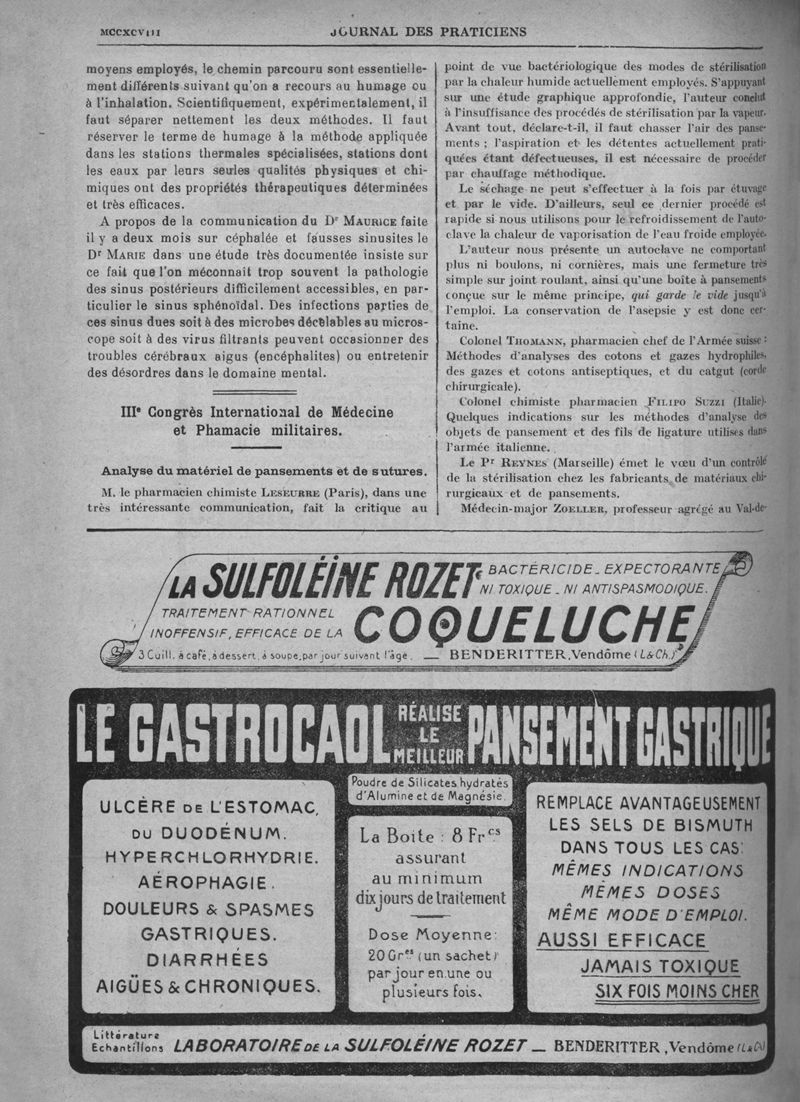 MCCXCVIII
JOURNAL DES PRATICIENS
moyens employés, le chemin parcouru sont essentielle-
ment différents suivant qu'on a recours au humage ou
à l'inhalation. Scientifiquement, expérimentalement, il
faut séparer nettement les deux méthodes. Il faut
réserver le terme de humage à la méthode appliquée
dans les stations thermales spécialisées, stations dont
les eaux par leurs seules qualités physiques et chi-
miques ont des propriétés thérapeutiques déterminées
et très efficaces.
A propos de la communication du Dr MAURICE faite
il y a deux mois sur céphalée et fausses sinusites le
Dr MARIE dans une étude très documentée insiste sur
ce fait que l'on méconnait trop souvent la pathologie
des sinus postérieurs difficilement accessibles, en par-
ticulier le sinus sphénoïdal. Des infections parties de
ces sinus dues soit à des microbes décelables au micros-
cope soit à des virus filtrants peuvent occasionner des
troubles cérébraux aigus (encéphalites) ou entretenir
des désordres dans le domaine mental.
IIIe Congrès International de Médecine
et Phamacie militaires.
Analyse du matériel de pansements et de sutures.
M. le pharmacien chimiste LESEURRE (Paris), dans une
très intéressante communication, fait la critique au
point de vue bactériologique des modes de stérilisation
par la chaleur humide actuellement employés. S'appuyant
sur une étude graphique approfondie, l'auteur conclut
à l'insuffisance des procédés de stérilisation par la vapeur.
Avant tout, déclare-t-il, il faut chasser l'air des panse-
ments ; l'aspiration et les détentes actuellement prati-
quées étant défectueuses, il est nécessaire de procéder
par chauffage méthodique.
Le séchage ne peut s'effectuer à la fois par étuvage
et par le vide. D'ailleurs, seul ce dernier procédé est
rapide si nous utilisons pour le refroidissement de l'auto-
clave la chaleur de vaporisation de l'eau froide employée.
L'auteur nous présente un autoclave ne comportant
plus ni boulons, ni cornières, mais une fermeture très
simple sur joint roulant, ainsi qu'une boîte à pansements
conçue sur le même principe, qui garde le vide jusqu'à
l'emploi. La conservation de l'asepsie y est donc cer-
taine.
Colonel THOMANN, pharmacien chef de l'Armée suisse :
Méthodes d'analyses des cotons et gazes hydrophiles,
des gazes et cotons antiseptiques, et du catgut (corde
chirurgicale).
Colonel chimiste pharmacien FILIPO SUZZI (Italie).
Quelques indications sur les méthodes d'analyse des
objets de pansement et des fils de ligature utilisés dans
l'armée italienne.
Le Pr REYNES (Marseille) émet le vœu d'un contrôle
de la stérilisation chez les fabricants de matériaux chi-
rurgicaux et de pansements.
Médecin-major ZOELLER, professeur agrégé au Val-de-
LA SULFOLÉINE ROZET
BACTÉRICIDE_ EXPECTORANTE
NI TOXIQUE _ NI ANTISPASMODIQUE.
TRAITEMENT RATIONNEL
INOFFENSIF, EFFICACE DE LA
COQUELUCHE
3 Cuill. à café, à dessert, à soupe, par jour suivant l'âge. __ BENDERITTER, Vendôme (L&Ch.)
LE GASTROCAOL RÉALISE LE MEILLEUR PANSEMENT GASTRIQUE
ULCÈRE DE L'ESTOMAC,
DU DUODÉNUM.
HYPERCHLORHYDRIE.
AÉROPHAGIE.
DOULEURS & SPASMES
GASTRIQUES.
DIARRHÉES
AIGÜES & CHRONIQUES.
Poudre de Silicates hydratés
d'Alumine et de Magnésie.
La Boite : 8 Frcs
assurant
au minimum
dix jours de traitement
Dose Moyenne:
20 Gres (un sachet)
par jour en une ou
plusieurs fois.
REMPLACE AVANTAGEUSEMENT
LES SELS DE BISMUTH
DANS TOUS LES CAS:
MÊMES INDICATIONS
MÊMES DOSES
MÊME MODE D'EMPLOI.
AUSSI EFFICACE
JAMAIS TOXIQUE
SIX FOIS MOINS CHER
Littérature
Echantillons
LABORATOIRE DE LA SULFOLÉINE ROZET __ BENDERITTER, Vendôme (L&Ch)